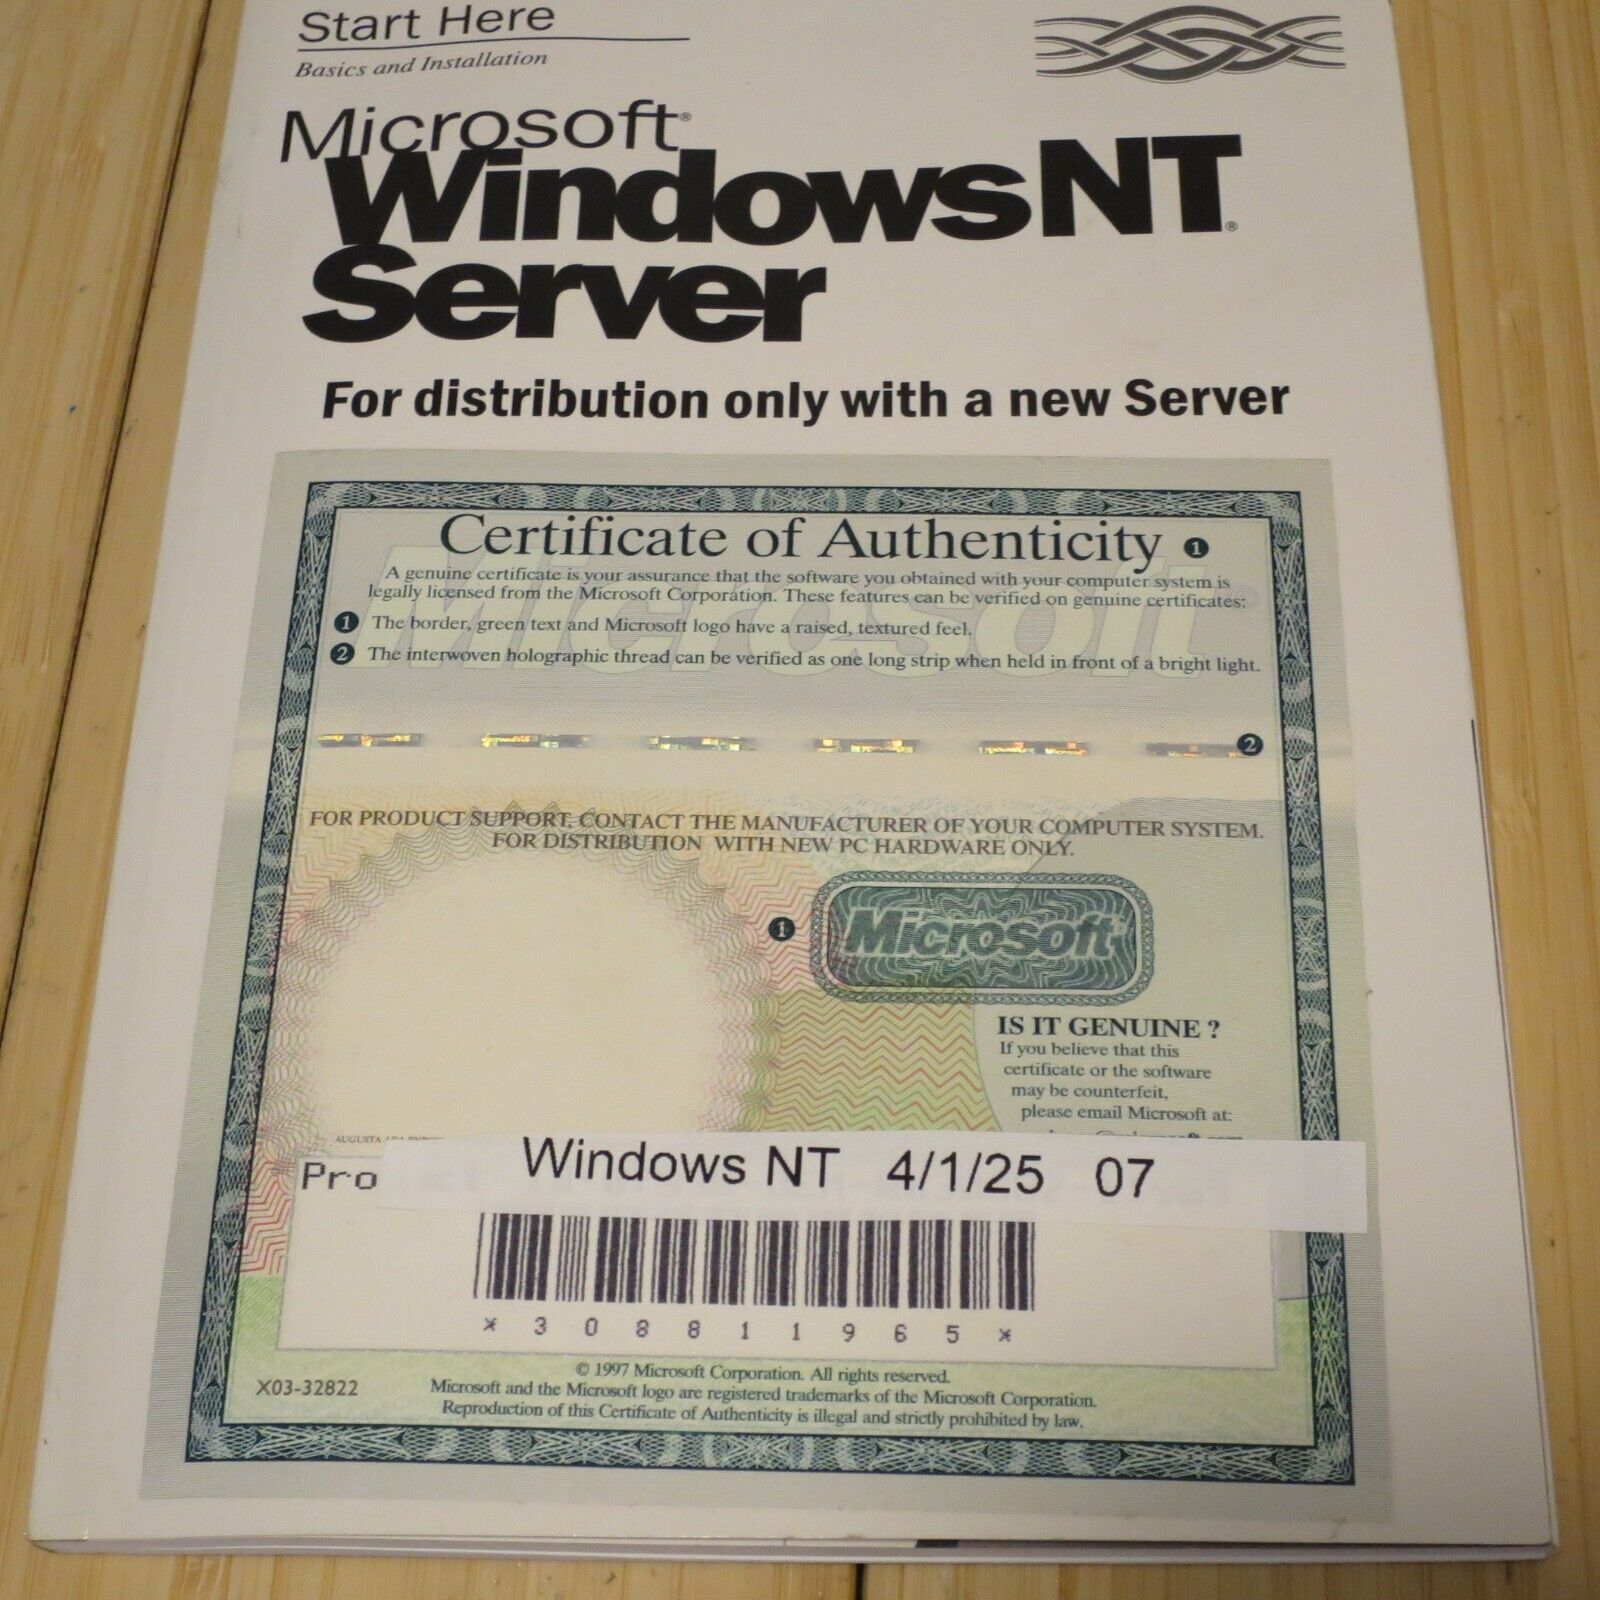 Start Here
Basics and Installation
Microsoft®
Windows NT®
Server
For distribution only with a new Server
Certificate of Authenticity 1
A genuine certificate is your assurance that the software you obtained with your computer system is
legally licensed from the Microsoft Corporation. These features can be verified on genuine certificates:
1 The border, green text and Microsoft logo have a raised, textured feel.
2 The interwoven holographic thread can be verified as one long strip when held in front of a bright light.
Microsoft
2
FOR PRODUCT SUPPORT, CONTACT THE MANUFACTURER OF YOUR COMPUTER SYSTEM.
FOR DISTRIBUTION WITH NEW PC HARDWARE ONLY.
1 Microsoft
IS IT GENUINE ?
If you believe that this
certificate or the software
may be counterfeit,
please email Microsoft at:
AUGUSTA
Pro
Windows NT 4/1/25 07
*308811965*
© 1997 Microsoft Corporation. All rights reserved.
X03-32822
Microsoft and the Microsoft logo are registered trademarks of the Microsoft Corporation.
Reproduction of this Certificate of Authenticity is illegal and strictly prohibited by law.